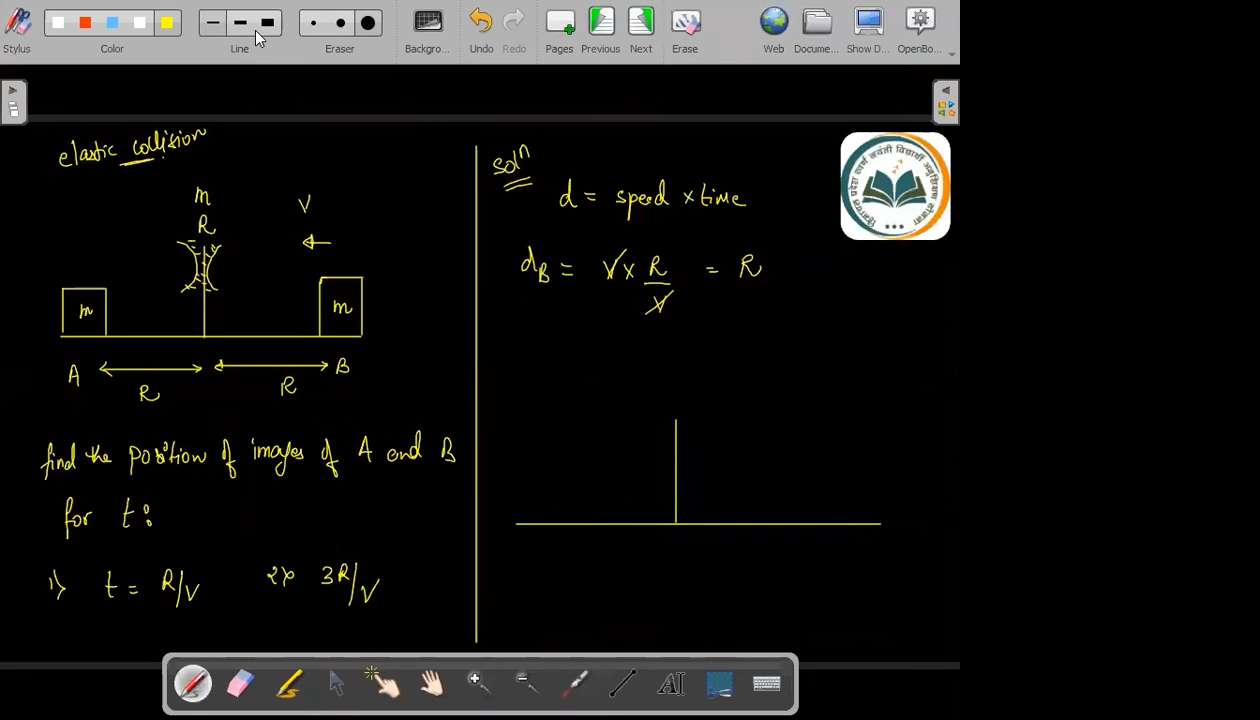 Stylus
Color
Line
Eraser
Backgro...
Undo
Redo
Pages
Previous
Next
Erase
Web
Docume...
Show D...
OpenBo...
elastic collision
m
R
V
m
m
A
R
R
B
find the position of images of A and B
for t:
1) t = R/V 2) 3R/V
solⁿ
d = speed × time
d_B = V × R/V = R